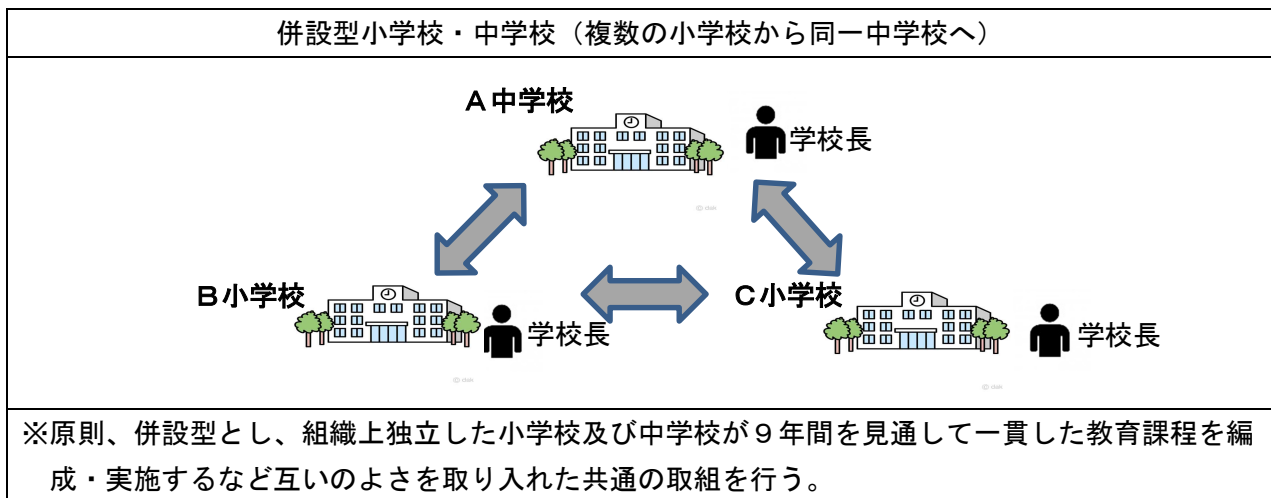 併設型小学校・中学校（複数の小学校から同一中学校へ）
A中学校
学校長
B小学校
学校長
C小学校
学校長
※原則、併設型とし、組織上独立した小学校及び中学校が９年間を見通して一貫した教育課程を編
成・実施するなど互いのよさを取り入れた共通の取組を行う。